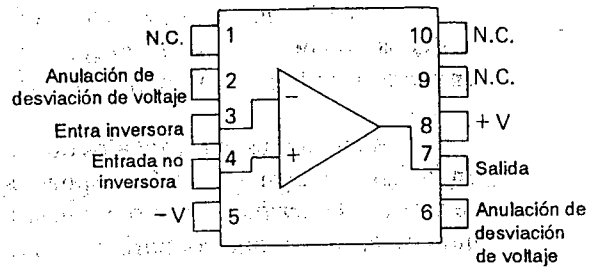 N.C. 1
Anulación de 2
desviación de voltaje
Entra inversora 3
Entrada no 4
inversora
−V 5
−
+
10 N.C.
9 N.C.
8 +V
7 Salida
6 Anulación de
desviación
de voltaje